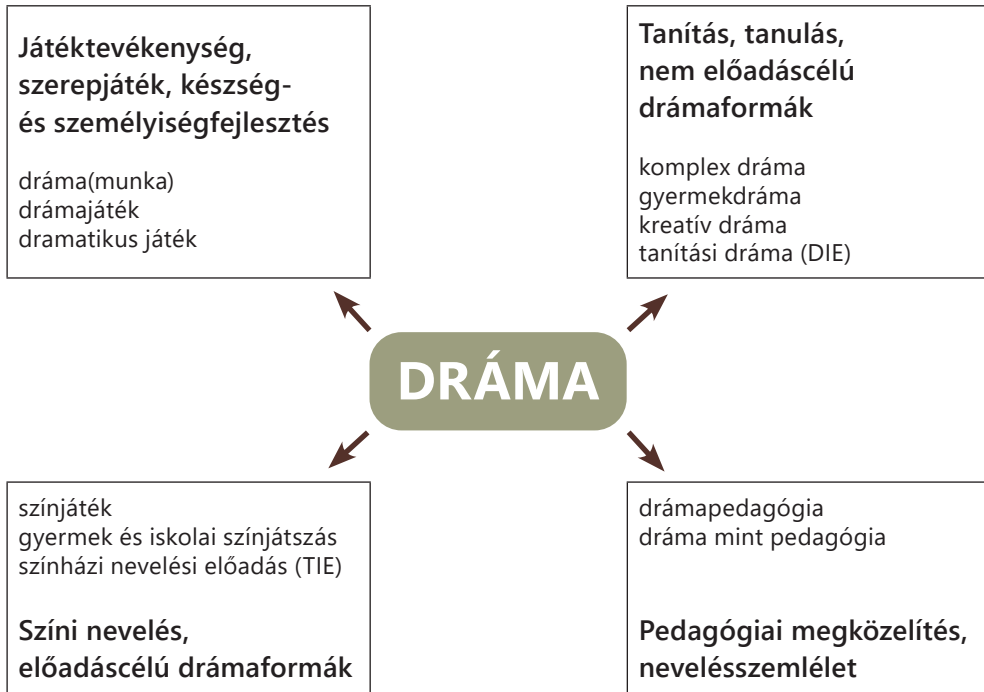 Játéktevékenység,
szerepjáték, készség-
és személyiségfejlesztés
dráma(munka)
drámajáték
dramatikus játék
Tanítás, tanulás,
nem előadáscélú
drámaformák
komplex dráma
gyermekdráma
kreatív dráma
tanítási dráma (DIE)
DRÁMA
színjáték
gyermek és iskolai színjátszás
színházi nevelési előadás (TIE)
Színi nevelés,
előadáscélú drámaformák
drámapedagógia
dráma mint pedagógia
Pedagógiai megközelítés,
nevelésszemlélet